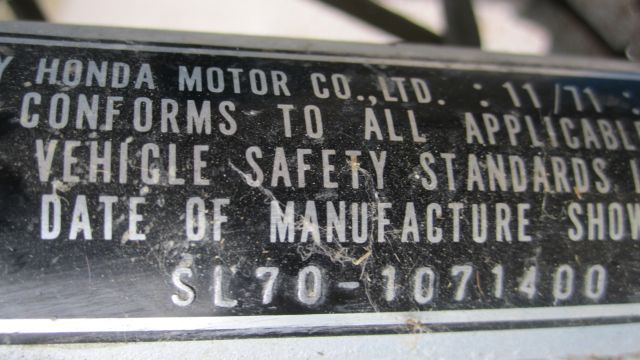 Y HONDA MOTOR CO.,LTD. : 11/71 :
CONFORMS TO ALL APPLICABL
VEHICLE SAFETY STANDARDS I
DATE OF MANUFACTURE SHOW
SL70-1071400